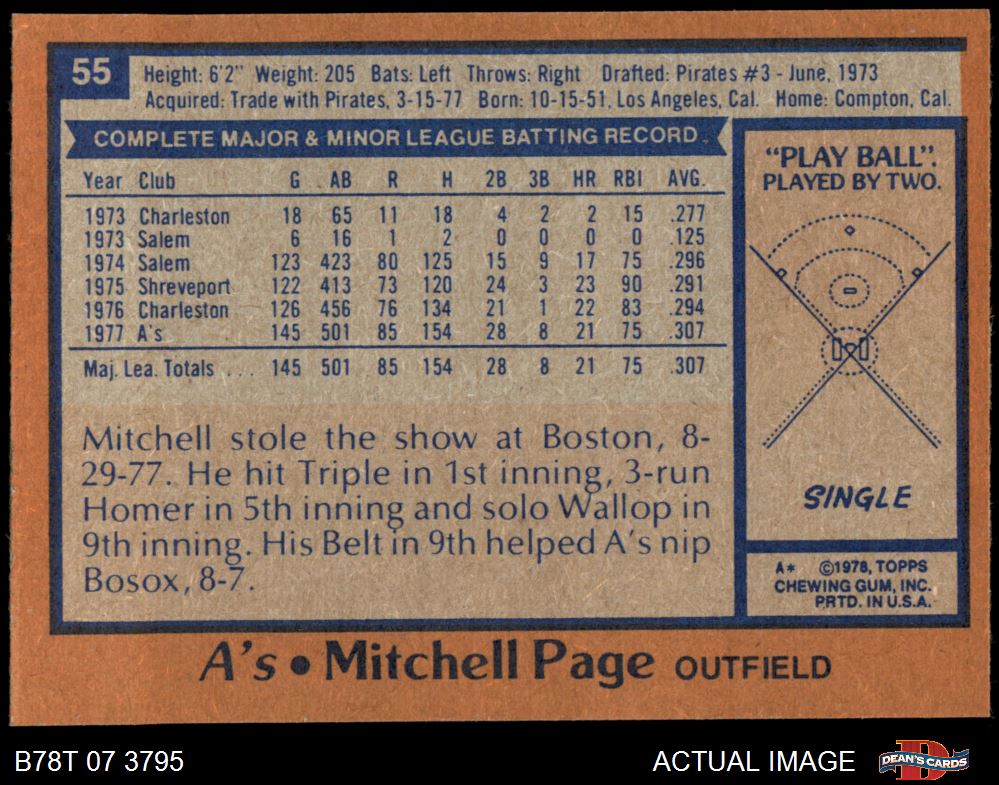 55
Height: 6'2" Weight: 205 Bats: Left Throws: Right Drafted: Pirates #3 - June, 1973
Acquired: Trade with Pirates, 3-15-77 Born: 10-15-51, Los Angeles, Cal. Home: Compton, Cal.
COMPLETE MAJOR & MINOR LEAGUE BATTING RECORD
Year Club G AB R H 2B 3B HR RBI AVG.
1973 Charleston 18 65 11 18 4 2 2 15 .277
1973 Salem 6 16 1 2 0 0 0 0 .125
1974 Salem 123 423 80 125 15 9 17 75 .296
1975 Shreveport 122 413 73 120 24 3 23 90 .291
1976 Charleston 126 456 76 134 21 1 22 83 .294
1977 A's 145 501 85 154 28 8 21 75 .307
Maj. Lea. Totals ... 145 501 85 154 28 8 21 75 .307
Mitchell stole the show at Boston, 8-
29-77. He hit Triple in 1st inning, 3-run
Homer in 5th inning and solo Wallop in
9th inning. His Belt in 9th helped A's nip
Bosox, 8-7.
"PLAY BALL".
PLAYED BY TWO.
SINGLE
A* ©1978, TOPPS
CHEWING GUM, INC.
PRTD. IN U.S.A.
A's • Mitchell Page OUTFIELD
B78T 07 3795
ACTUAL IMAGE
D
DEAN'S CARDS